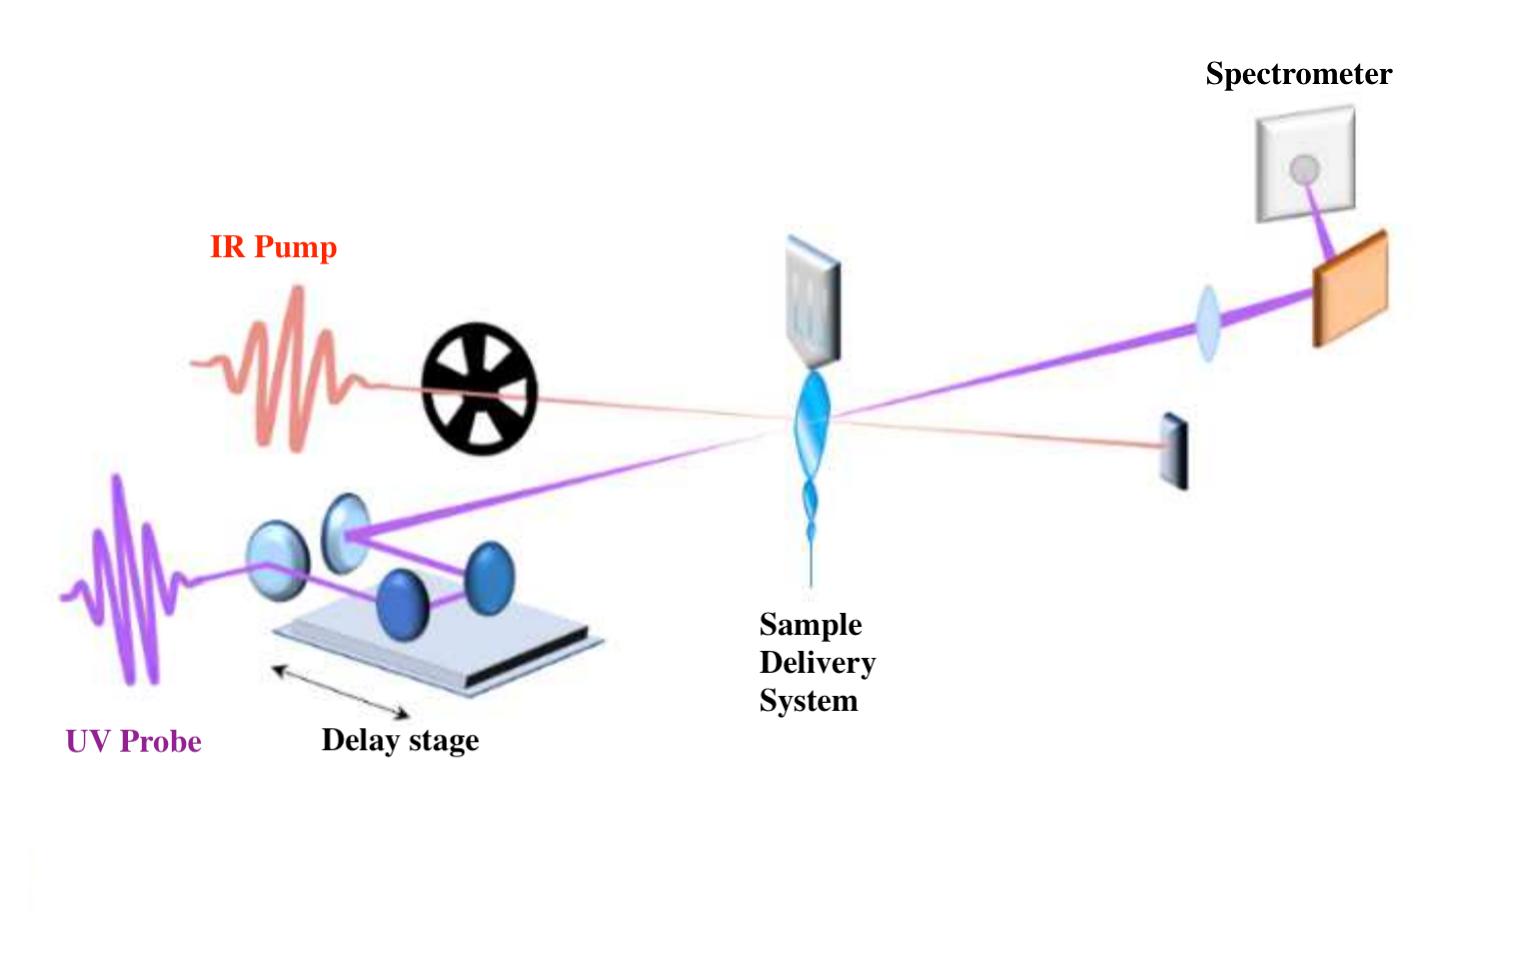 Spectrometer
IR Pump
Sample
Delivery
System
UV Probe
Delay stage